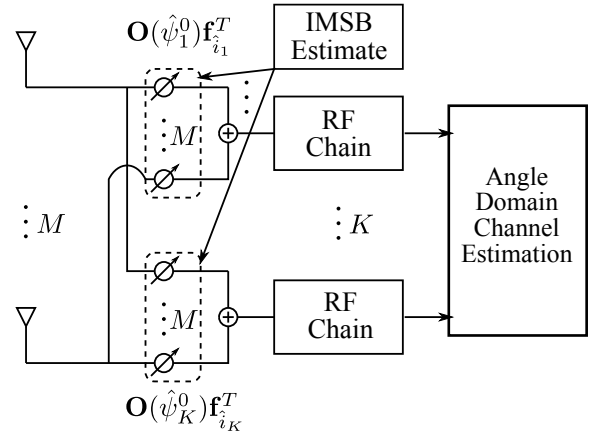 O(ψ̂₁⁰)f^T_{î₁}
IMSB
Estimate
⋮
⋮ M
RF
Chain
Angle
Domain
Channel
Estimation
⋮ M
⋮ K
⋮ M
RF
Chain
O(ψ̂_K⁰)f^T_{î_K}